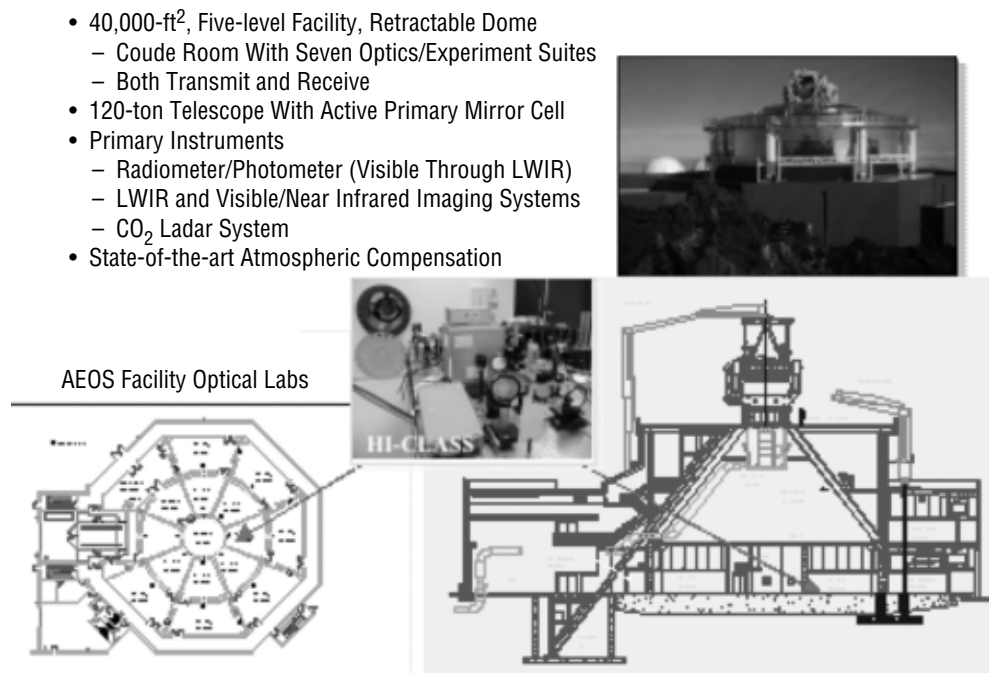 • 40,000-ft², Five-level Facility, Retractable Dome
– Coude Room With Seven Optics/Experiment Suites
– Both Transmit and Receive
• 120-ton Telescope With Active Primary Mirror Cell
• Primary Instruments
– Radiometer/Photometer (Visible Through LWIR)
– LWIR and Visible/Near Infrared Imaging Systems
– CO₂ Ladar System
• State-of-the-art Atmospheric Compensation
AEOS Facility Optical Labs
HI-CLASS